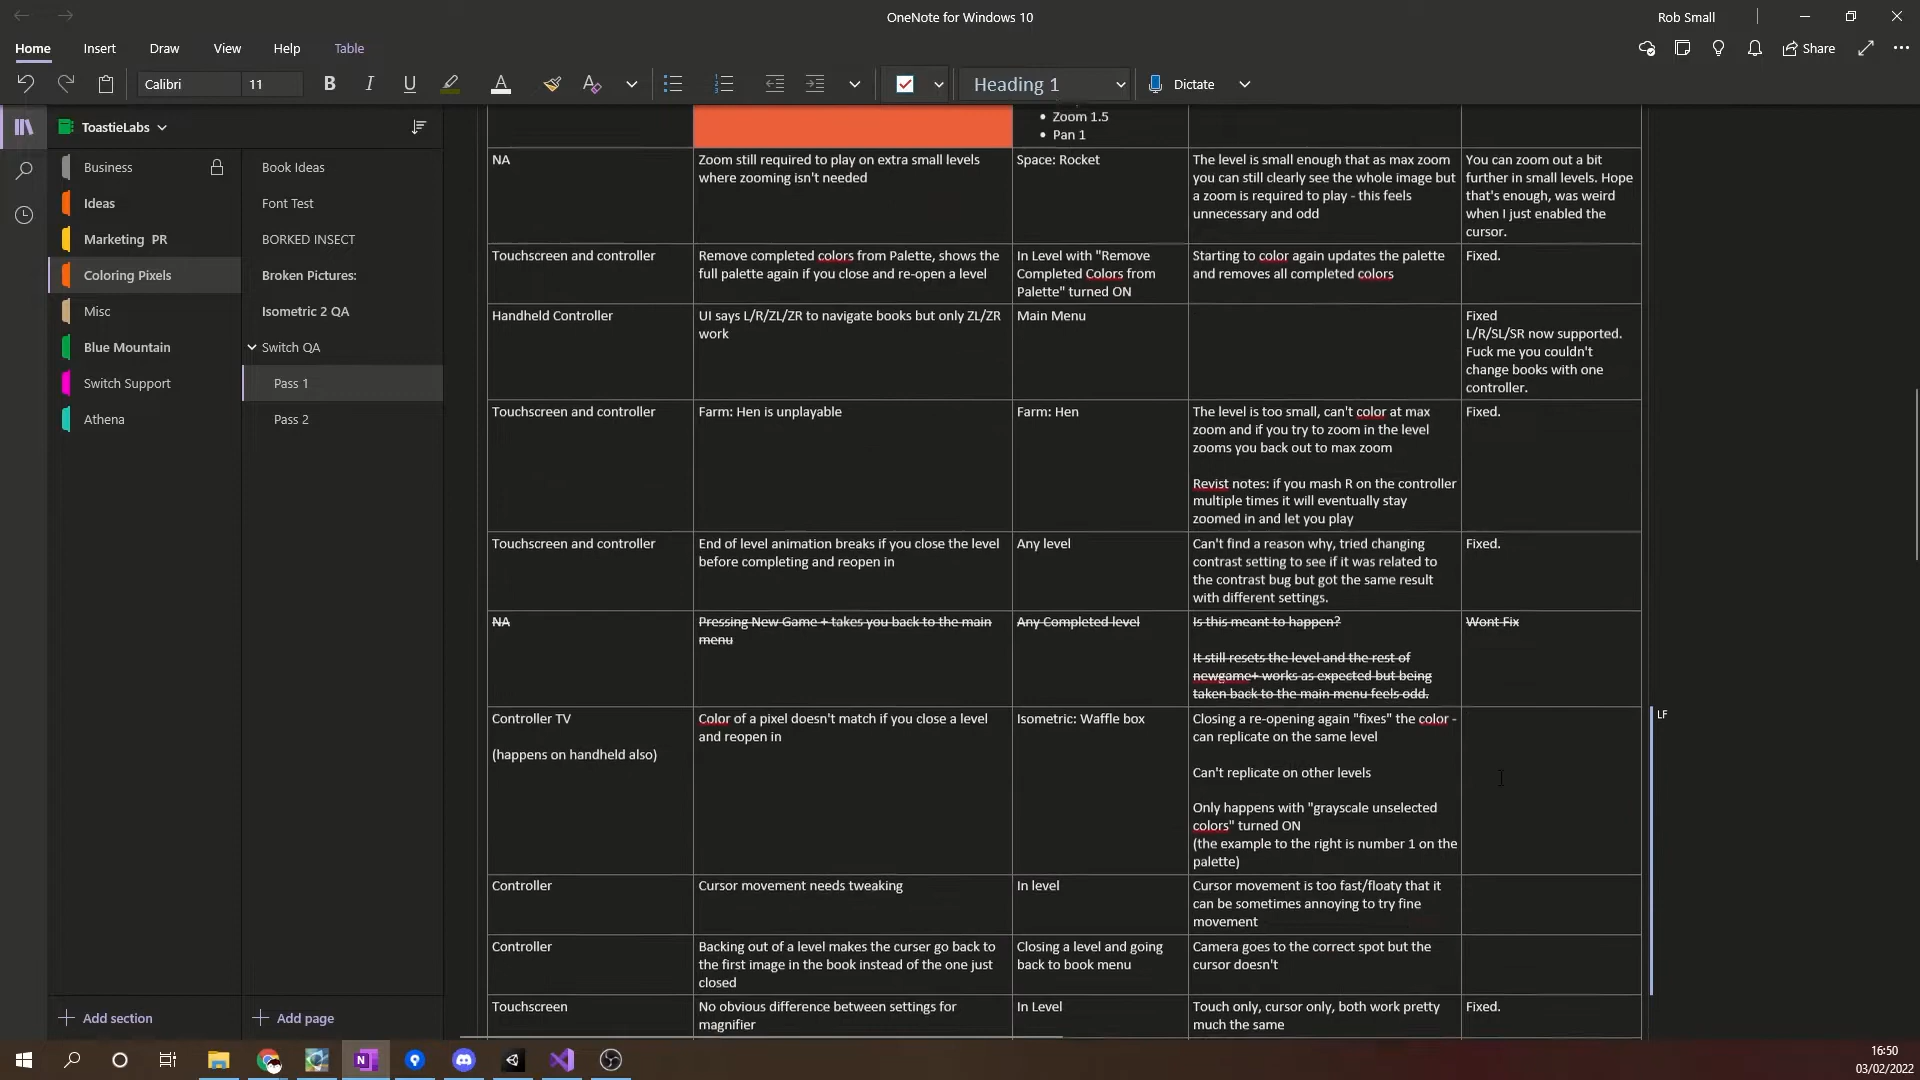 OneNote for Windows 10
Rob Small
Home
Insert
Draw
View
Help
Table
Share
Calibri
11
B
I
U
A
Heading 1
Dictate
ToastieLabs
Business
Ideas
Marketing PR
Coloring Pixels
Misc
Blue Mountain
Switch Support
Athena
Add section
Book Ideas
Font Test
BORKED INSECT
Broken Pictures:
Isometric 2 QA
Switch QA
Pass 1
Pass 2
Add page
• Zoom 1.5
• Pan 1
NA
Zoom still required to play on extra small levels
where zooming isn't needed
Space: Rocket
The level is small enough that as max zoom
you can still clearly see the whole image but
a zoom is required to play - this feels
unnecessary and odd
You can zoom out a bit
further in small levels. Hope
that's enough, was weird
when I just enabled the
cursor.
Touchscreen and controller
Remove completed colors from Palette, shows the
full palette again if you close and re-open a level
In Level with "Remove
Completed Colors from
Palette" turned ON
Starting to color again updates the palette
and removes all completed colors
Fixed.
Handheld Controller
UI says L/R/ZL/ZR to navigate books but only ZL/ZR
work
Main Menu
Fixed
L/R/SL/SR now supported.
Fuck me you couldn't
change books with one
controller.
Touchscreen and controller
Farm: Hen is unplayable
Farm: Hen
The level is too small, can't color at max
zoom and if you try to zoom in the level
zooms you back out to max zoom
Revist notes: if you mash R on the controller
multiple times it will eventually stay
zoomed in and let you play
Fixed.
Touchscreen and controller
End of level animation breaks if you close the level
before completing and reopen in
Any level
Can't find a reason why, tried changing
contrast setting to see if it was related to
the contrast bug but got the same result
with different settings.
Fixed.
NA
Pressing New Game + takes you back to the main
menu
Any Completed level
Is this meant to happen?
It still resets the level and the rest of
newgame+ works as expected but being
taken back to the main menu feels odd.
Wont Fix
Controller TV
(happens on handheld also)
Color of a pixel doesn't match if you close a level
and reopen in
Isometric: Waffle box
Closing a re-opening again "fixes" the color -
can replicate on the same level
Can't replicate on other levels
Only happens with "grayscale unselected
colors" turned ON
(the example to the right is number 1 on the
palette)
LF
Controller
Cursor movement needs tweaking
In level
Cursor movement is too fast/floaty that it
can be sometimes annoying to try fine
movement
Controller
Backing out of a level makes the curser go back to
the first image in the book instead of the one just
closed
Closing a level and going
back to book menu
Camera goes to the correct spot but the
cursor doesn't
Touchscreen
No obvious difference between settings for
magnifier
In Level
Touch only, cursor only, both work pretty
much the same
Fixed.
16:50
03/02/2022